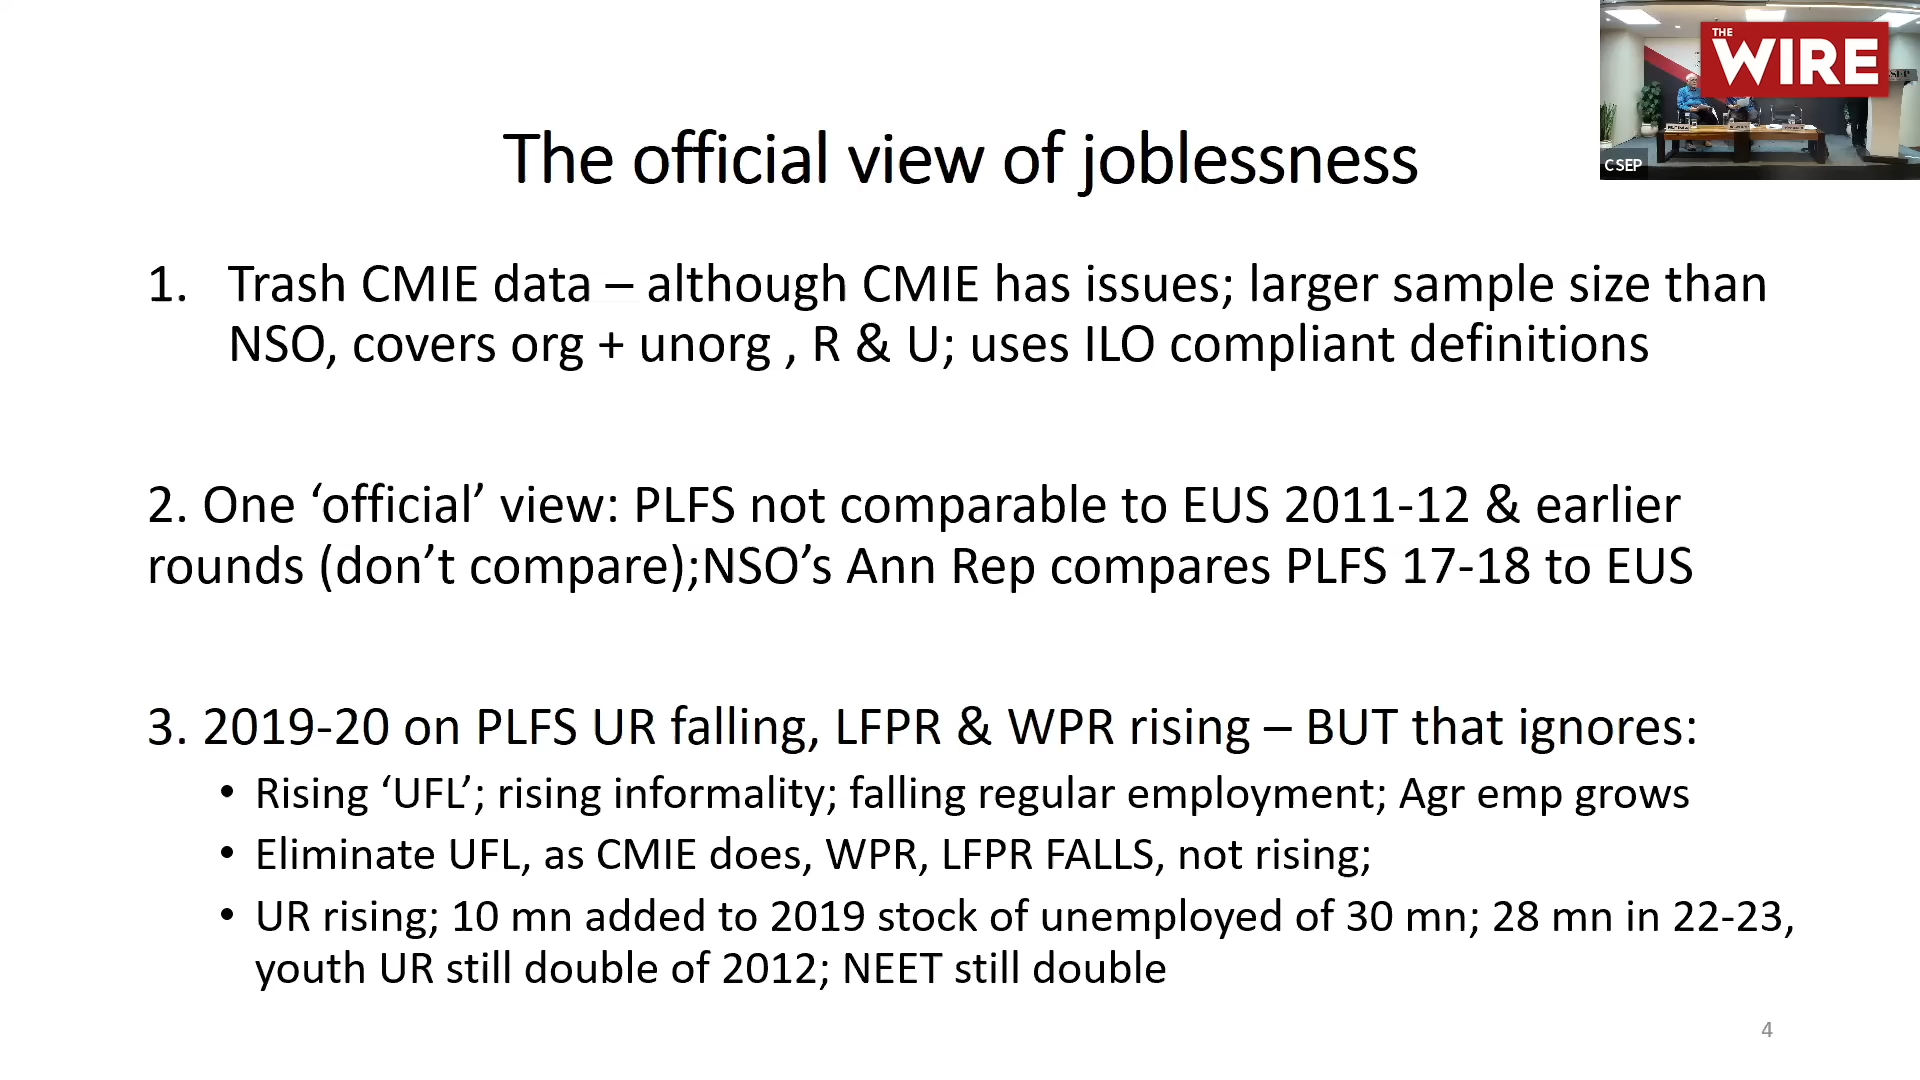 THE
WIRE
CSEP
The official view of joblessness
1. Trash CMIE data – although CMIE has issues; larger sample size than
NSO, covers org + unorg , R & U; uses ILO compliant definitions
2. One ‘official’ view: PLFS not comparable to EUS 2011-12 & earlier
rounds (don’t compare);NSO’s Ann Rep compares PLFS 17-18 to EUS
3. 2019-20 on PLFS UR falling, LFPR & WPR rising – BUT that ignores:
• Rising ‘UFL’; rising informality; falling regular employment; Agr emp grows
• Eliminate UFL, as CMIE does, WPR, LFPR FALLS, not rising;
• UR rising; 10 mn added to 2019 stock of unemployed of 30 mn; 28 mn in 22-23,
youth UR still double of 2012; NEET still double
4